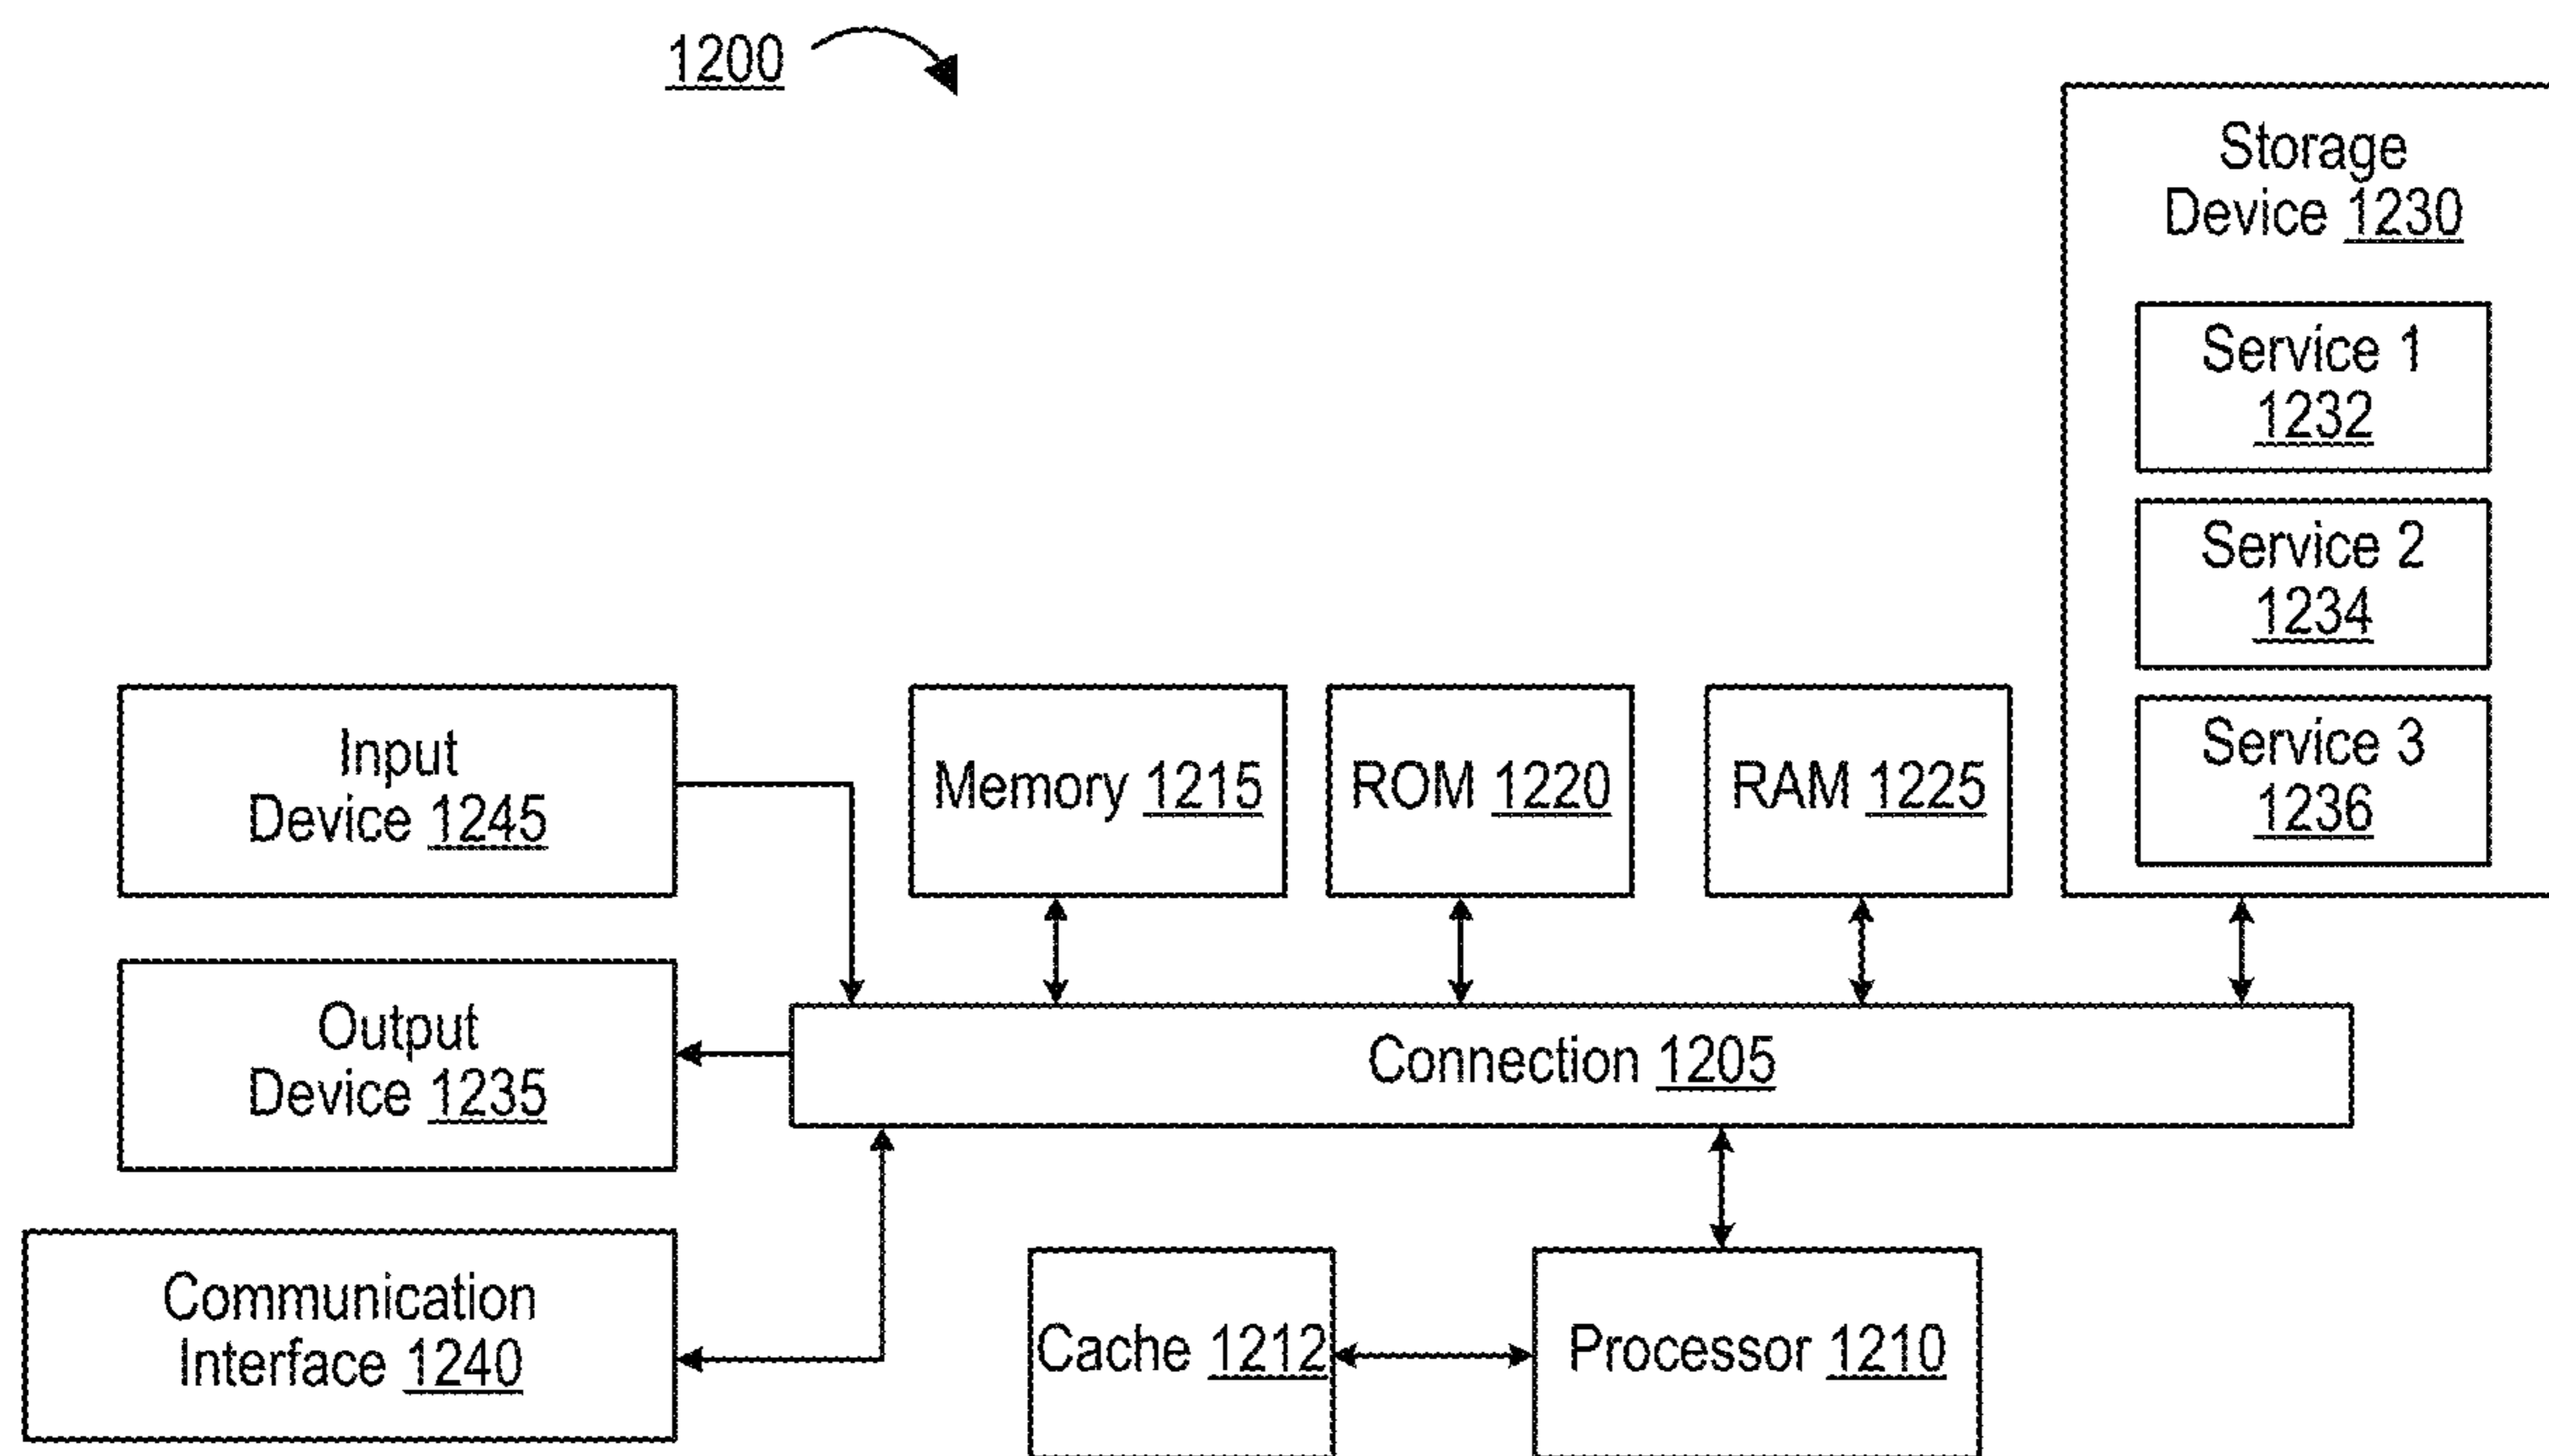 1200
Storage
Device 1230
Service 1
1232
Service 2
1234
Service 3
1236
Input
Device 1245
Memory 1215
ROM 1220
RAM 1225
Output
Device 1235
Connection 1205
Communication
Interface 1240
Cache 1212
Processor 1210